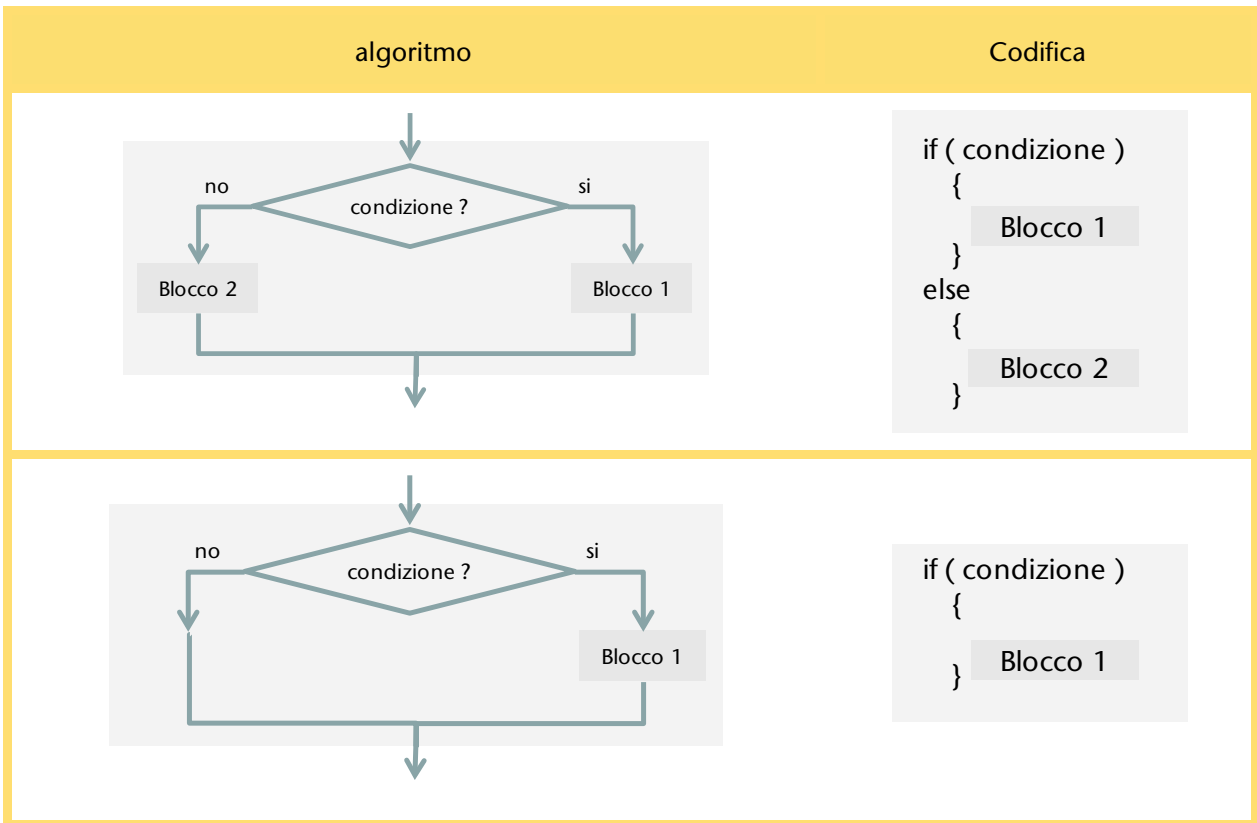 algoritmo
Codifica
no
si
condizione ?
Blocco 2
Blocco 1
if ( condizione )
{
Blocco 1
}
else
{
Blocco 2
}
no
si
condizione ?
Blocco 1
if ( condizione )
{
Blocco 1
}